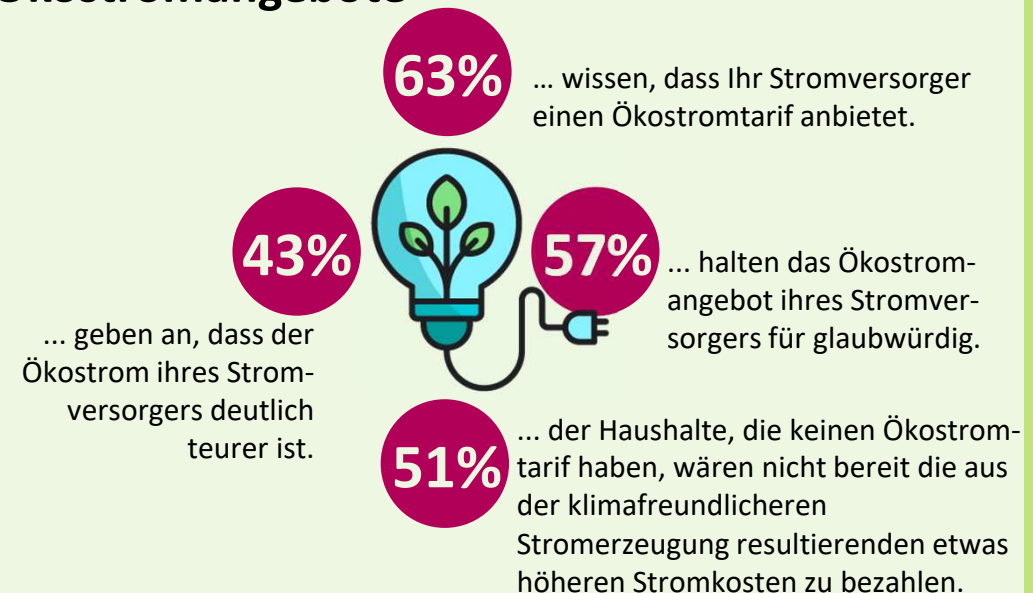 Ökostromangebote
63%
… wissen, dass Ihr Stromversorger
einen Ökostromtarif anbietet.
43%
... geben an, dass der
Ökostrom ihres Strom-
versorgers deutlich
teurer ist.
57%
... halten das Ökostrom-
angebot ihres Stromver-
sorgers für glaubwürdig.
51%
... der Haushalte, die keinen Ökostrom-
tarif haben, wären nicht bereit die aus
der klimafreundlicheren
Stromerzeugung resultierenden etwas
höheren Stromkosten zu bezahlen.